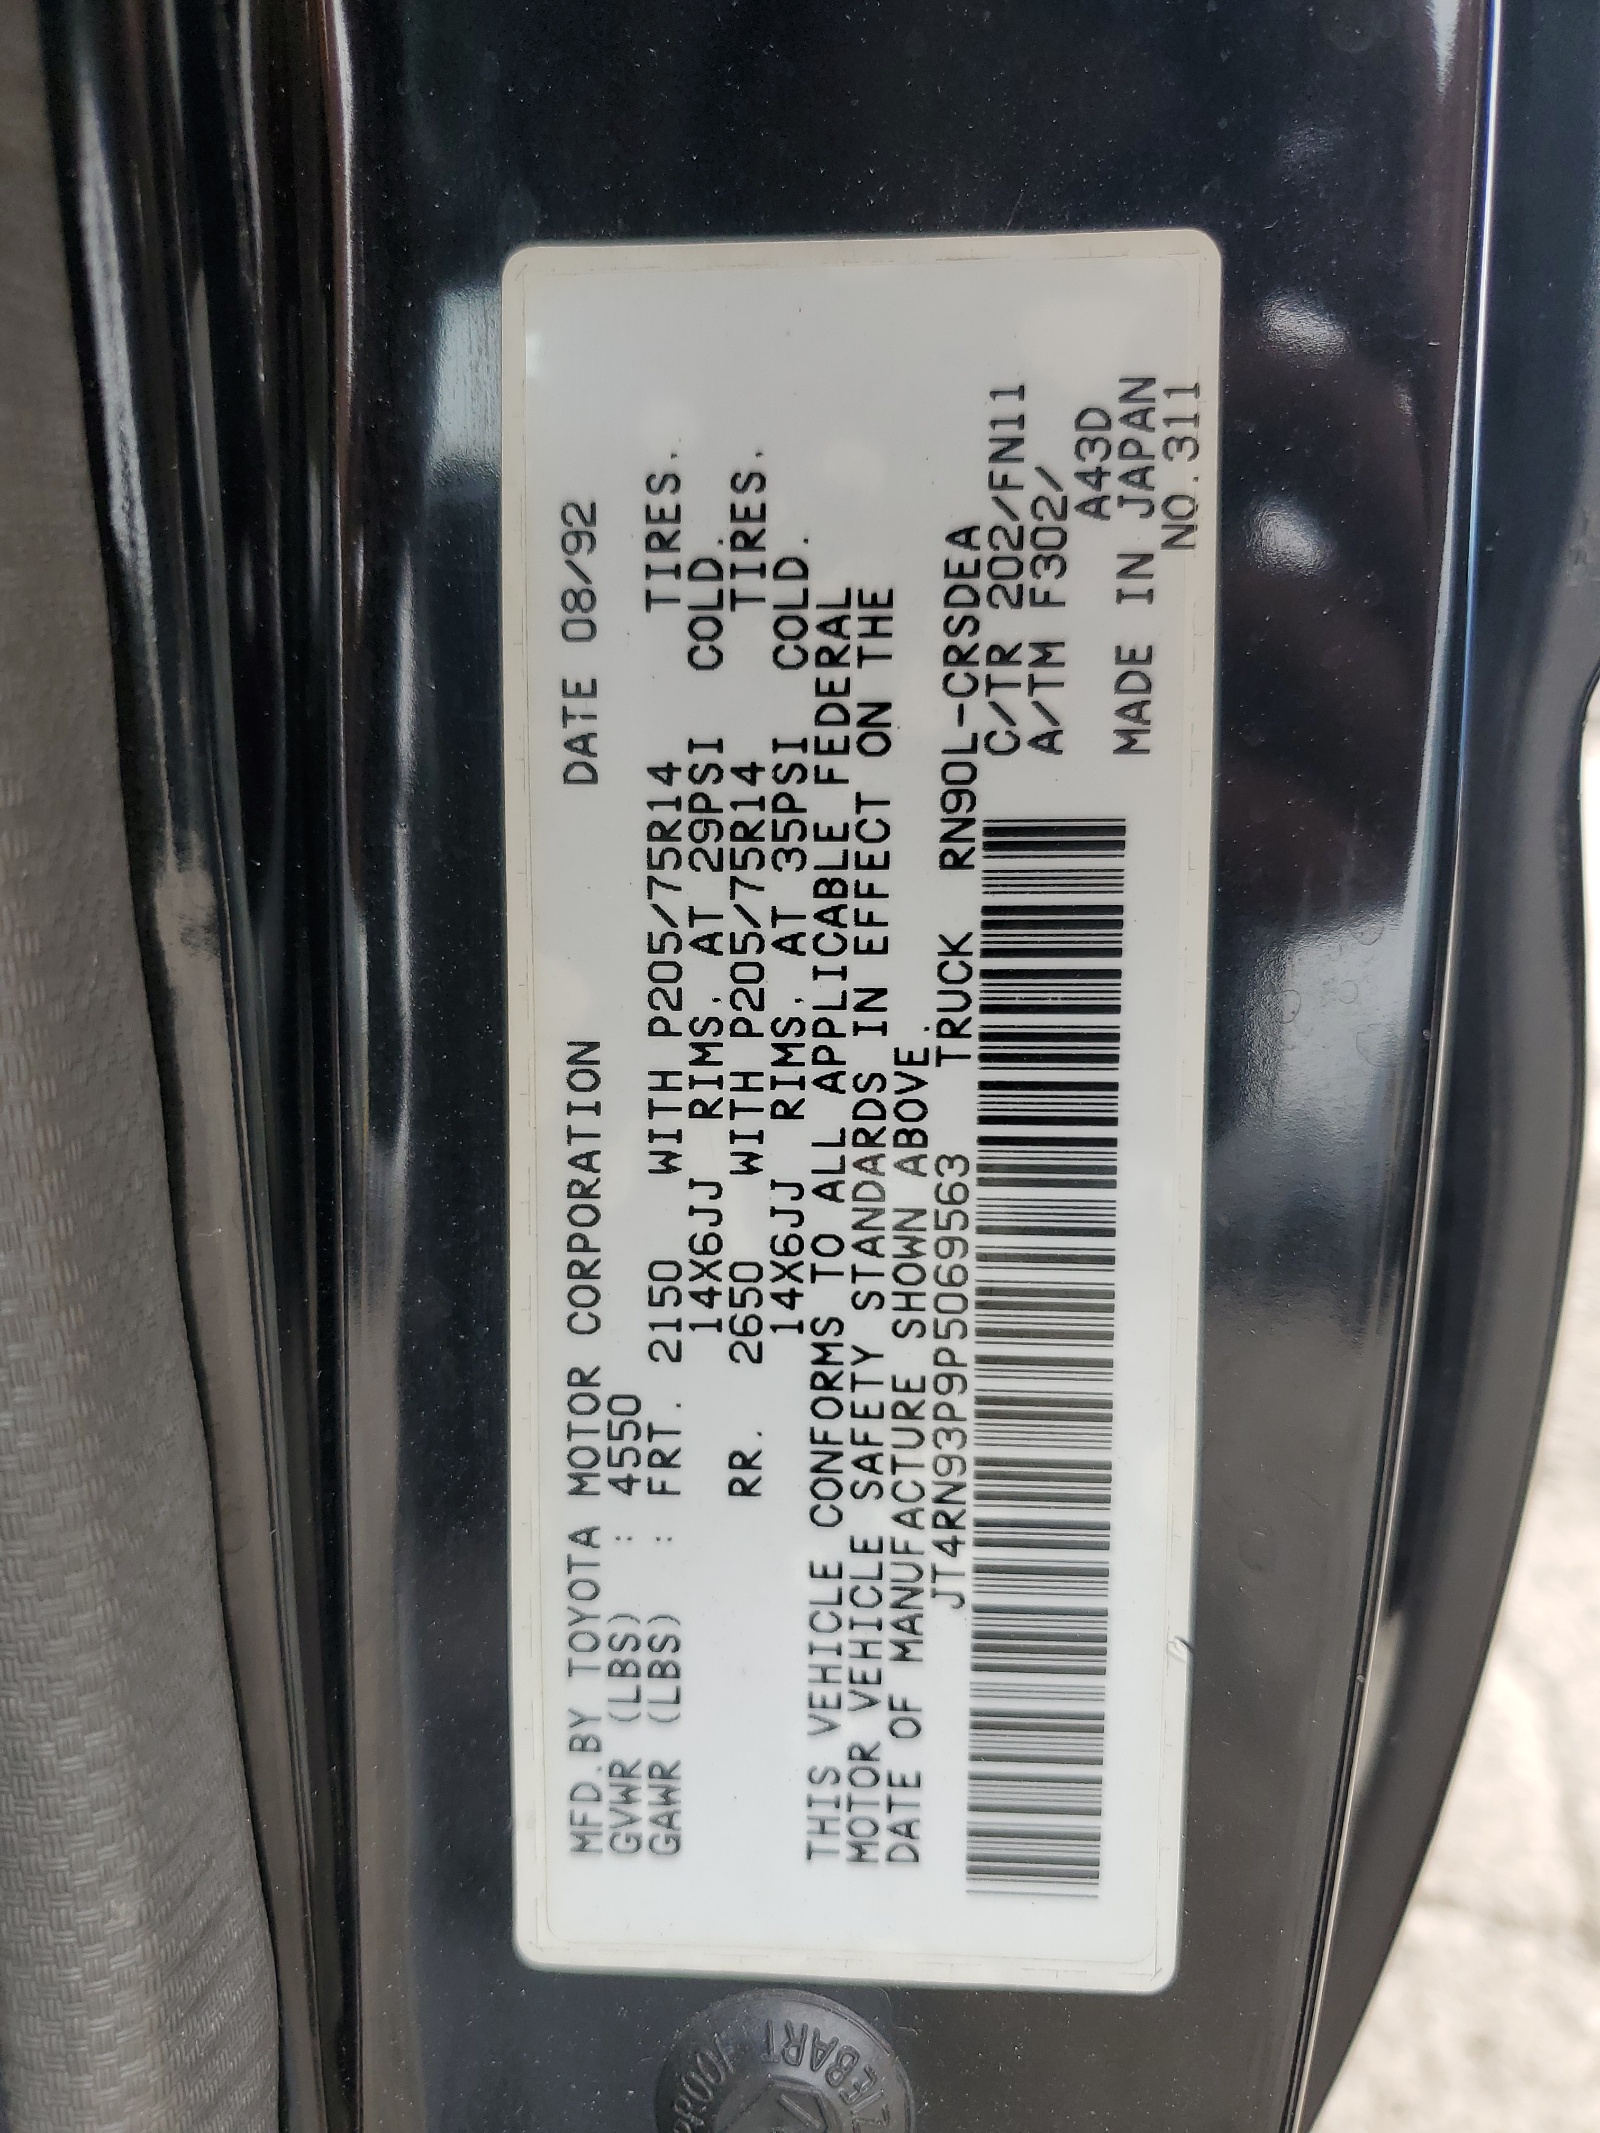 MFD.BY TOYOTA MOTOR CORPORATION DATE 08/92
GVWR (LBS) : 4550
GAWR (LBS) : FRT. 2150 WITH P205/75R14 TIRES.
14X6JJ RIMS. AT 29PSI COLD.
RR. 2650 WITH P205/75R14 TIRES.
14X6JJ RIMS. AT 35PSI COLD.
THIS VEHICLE CONFORMS TO ALL APPLICABLE FEDERAL
MOTOR VEHICLE SAFETY STANDARDS IN EFFECT ON THE
DATE OF MANUFACTURE SHOWN ABOVE.
JT4RN93P9P5069563 TRUCK RN90L-CRSDEA
C/TR 202/FN11
A/TM F302/
A43D
MADE IN JAPAN
NO.311
ZIEBART